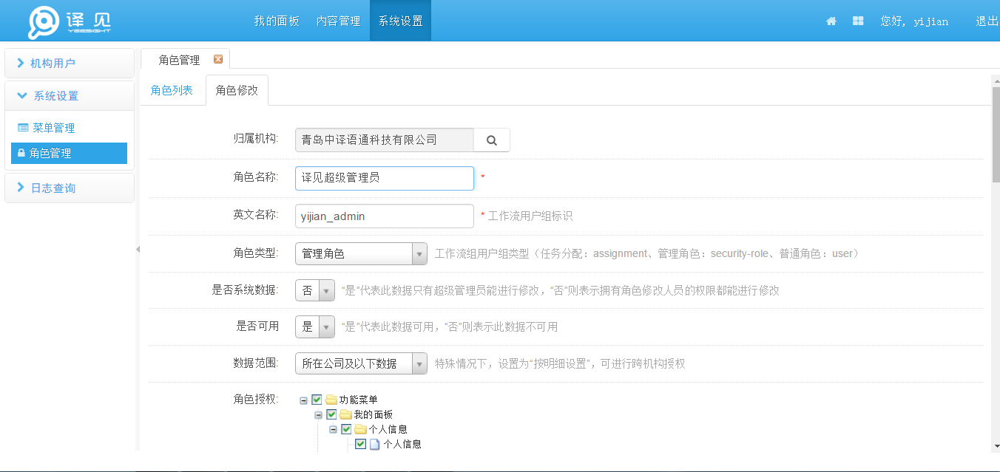 译见 YEESIGHT 我的面板 内容管理 系统设置 您好, yijian 退出
机构用户
系统设置
菜单管理
角色管理
日志查询
角色管理
角色列表 角色修改
归属机构: 青岛中译语通科技有限公司
角色名称: 译见超级管理员 *
英文名称: yijian_admin * 工作流用户组标识
角色类型: 管理角色 工作流组用户组类型（任务分配：assignment、管理角色：security-role、普通角色：user）
是否系统数据: 否 “是”代表此数据只有超级管理员能进行修改，“否”则表示拥有角色修改人员的权限都能进行修改
是否可用 是 “是”代表此数据可用，“否”则表示此数据不可用
数据范围: 所在公司及以下数据 特殊情况下，设置为“按明细设置”，可进行跨机构授权
角色授权: 功能菜单
我的面板
个人信息
个人信息